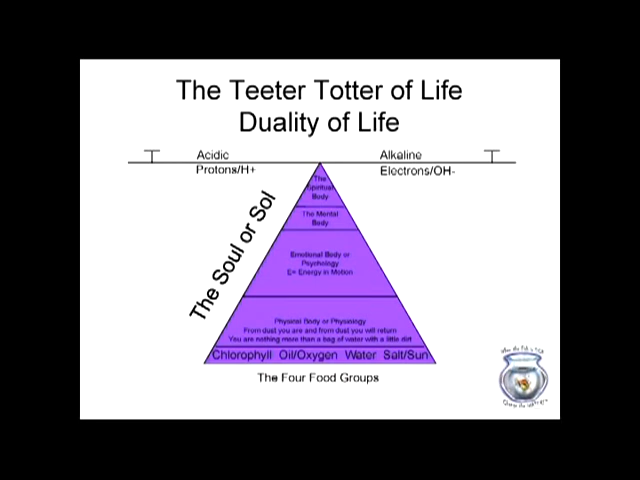 The Teeter Totter of Life
Duality of Life
Acidic
Alkaline
Protons/H+
Electrons/OH-
The Soul or Sol
The
Spiritual
Body
The Mental
Body
Emotional Body or
Psychology
E= Energy in Motion
Physical Body or Physiology
From dust you are and from dust you will return
You are nothing more than a bag of water with a little dirt
Chlorophyll Oil/Oxygen Water Salt/Sun
The Four Food Groups